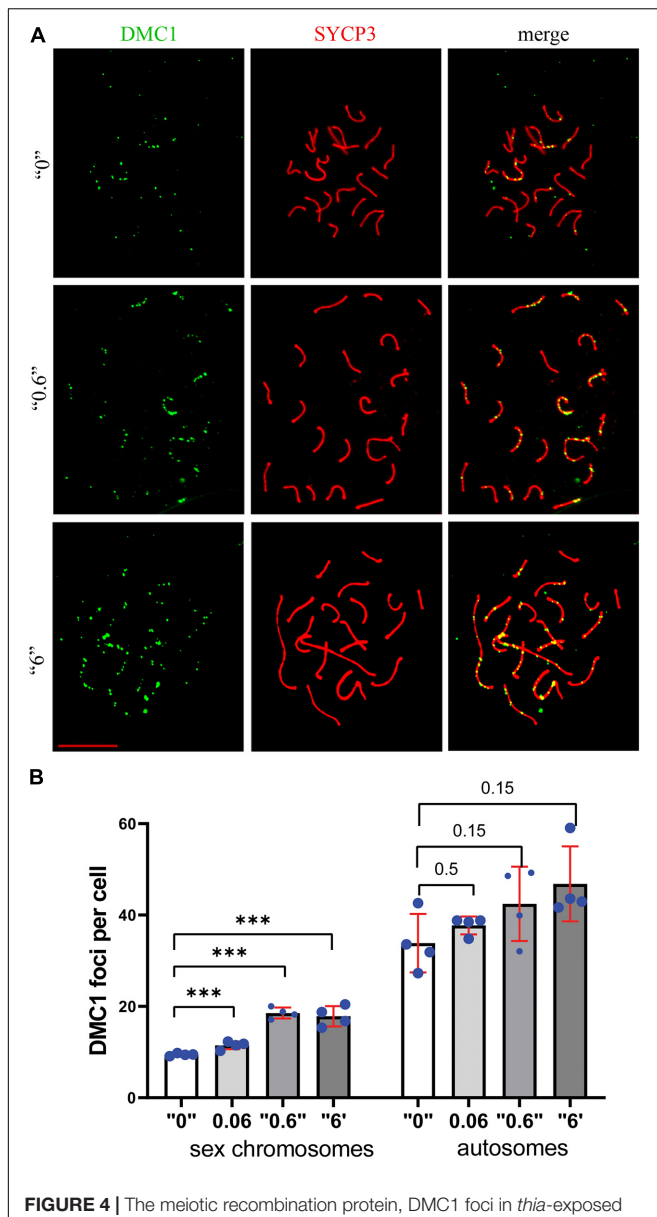 A
DMC1 SYCP3 merge
“0”
“0.6”
“6”
B
DMC1 foci per cell
60
40
20
0
*** 
***
***
0.15
0.15
0.5
"0" 0.06 "0.6" "6' "0" 0.06 "0.6" "6'
sex chromosomes autosomes
FIGURE 4 | The meiotic recombination protein, DMC1 foci in thia-exposed